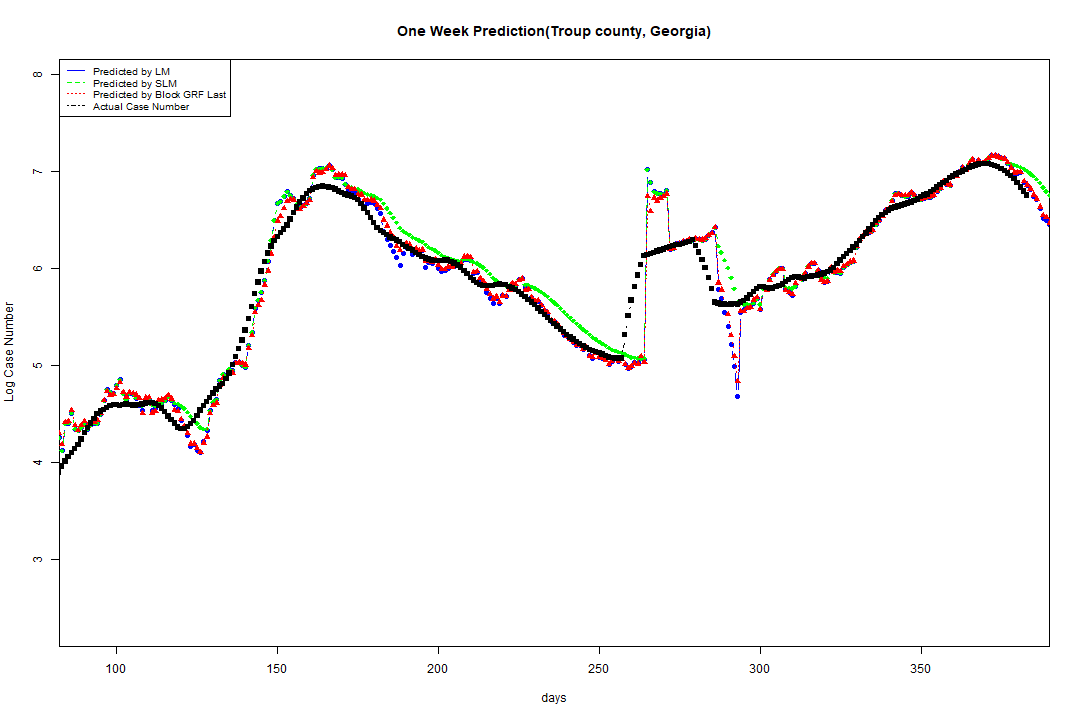 One Week Prediction(Troup county, Georgia)
Predicted by LM
Predicted by SLM
Predicted by Block GRF Last
Actual Case Number
8
7
6
5
4
3
Log Case Number
100 150 200 250 300 350
days